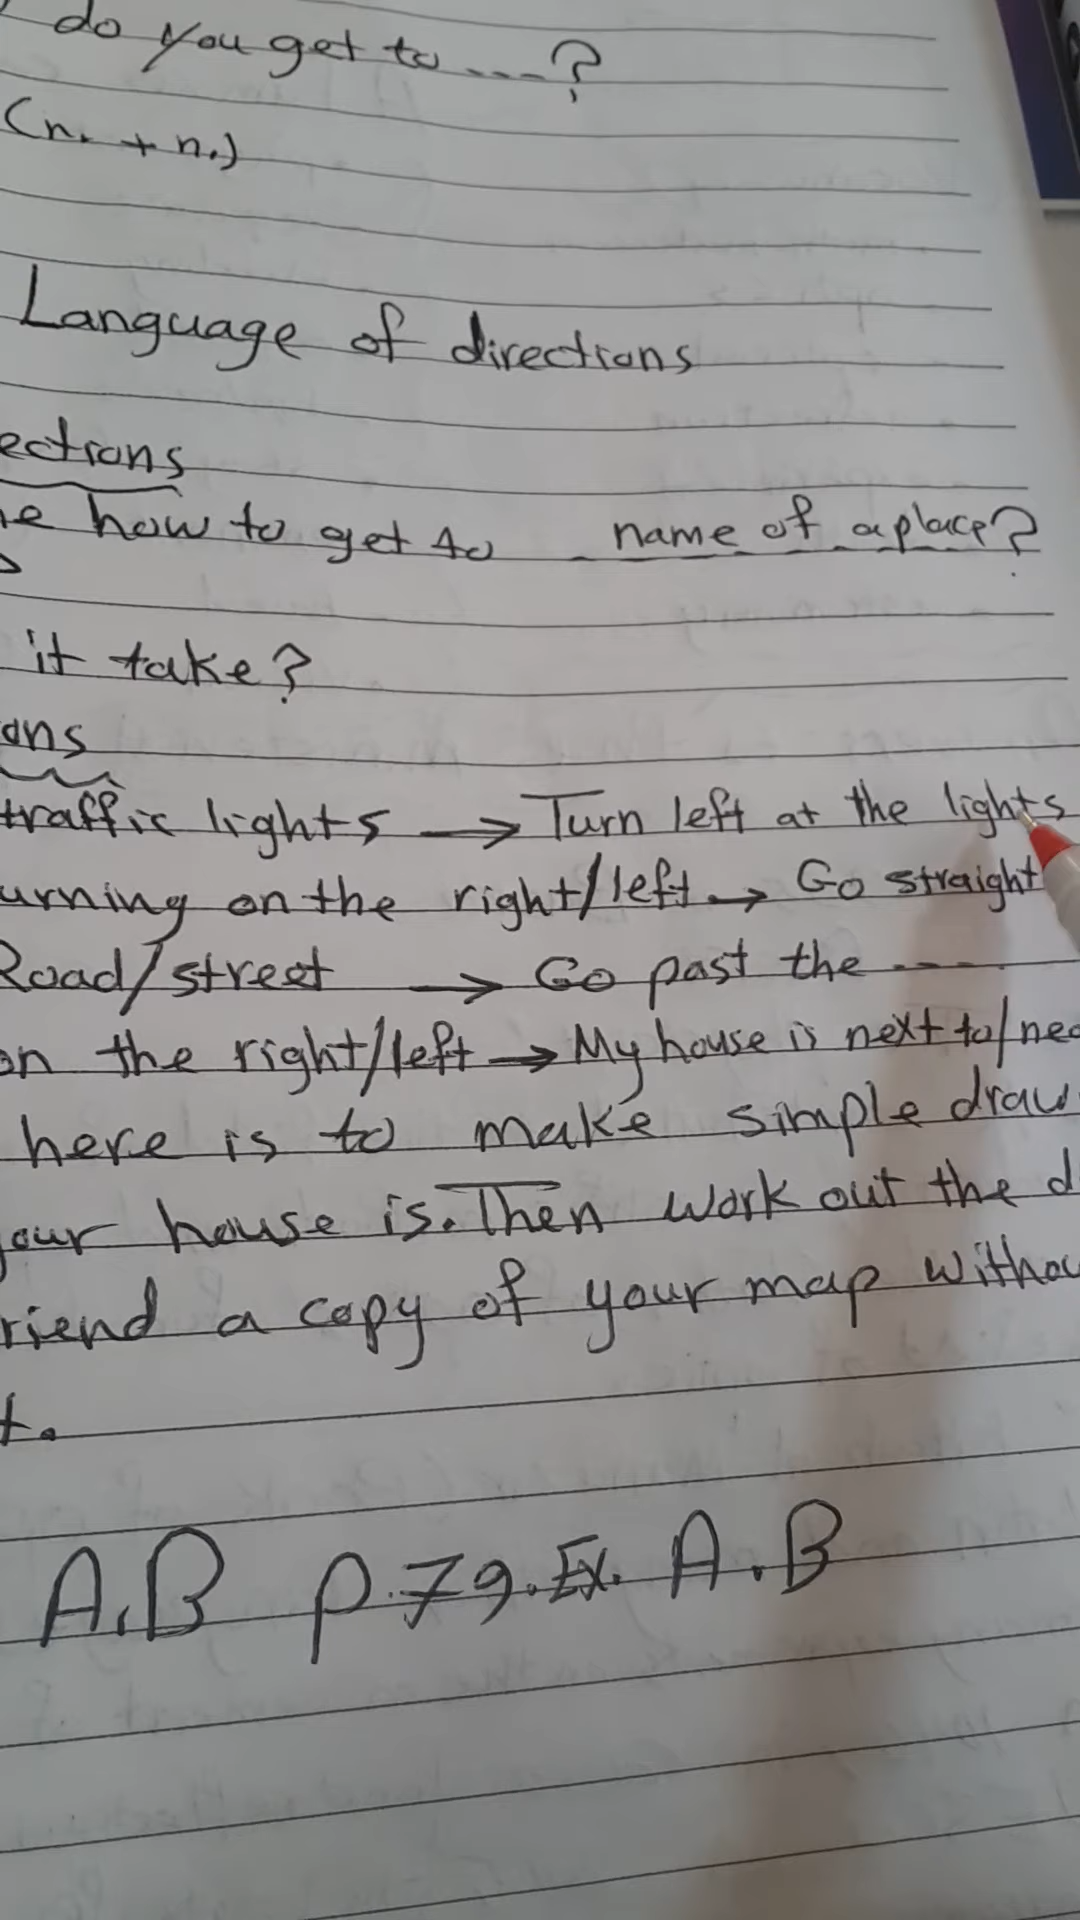 do you get to ---- ?
(n. + n.)
Language of directions
ections
how to get to name of a place?
it take?
ons
traffic lights → Turn left at the lights
urning on the right/left → Go straight
Road/street → Go past the ----
on the right/left → My house is next to/nea
here is to make simple draw
your house is. Then work out the d
riend a copy of your map withou
t.
A.B p.79. Ex. A.B